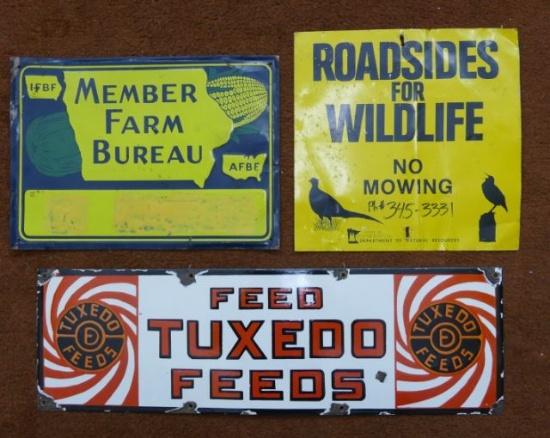 IFBF
MEMBER
FARM
BUREAU
AFBF
ROADSIDES
FOR
WILDLIFE
NO
MOWING
Ph# 345-3331
DEPARTMENT OF NATURAL RESOURCES
FEED
TUXEDO
FEEDS
TUXEDO
FEEDS
TUXEDO
FEEDS